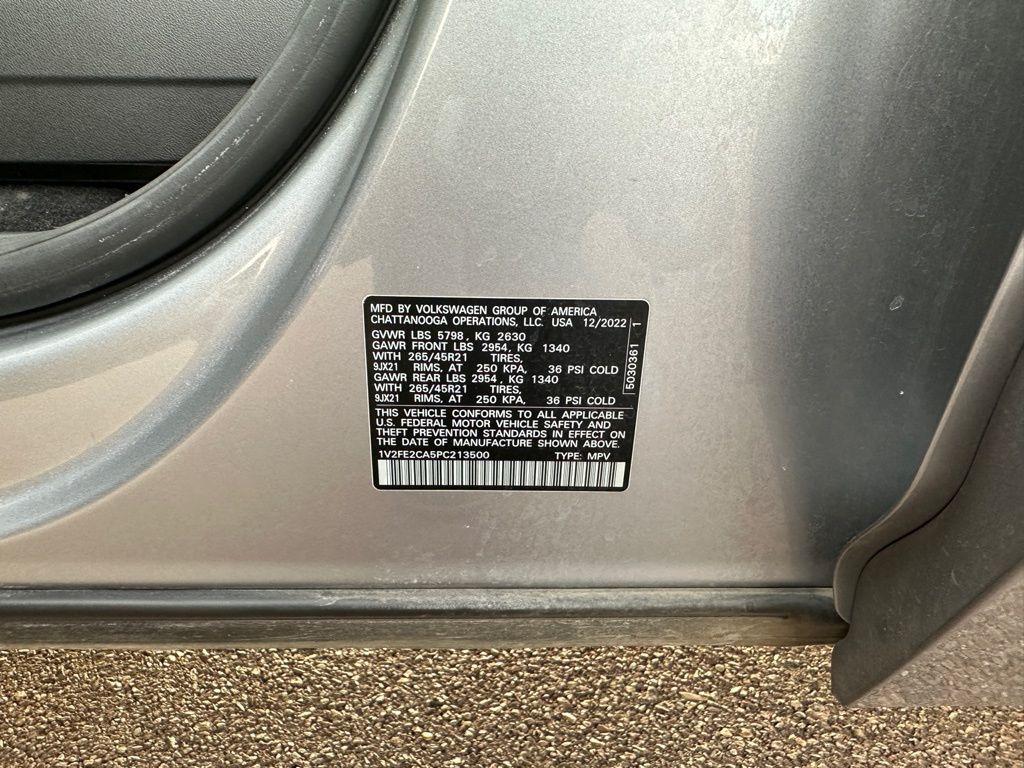 MFD BY VOLKSWAGEN GROUP OF AMERICA
CHATTANOOGA OPERATIONS, LLC. USA 12/2022
GVWR LBS 5798, KG 2630
GAWR FRONT LBS 2954, KG 1340
WITH 265/45R21 TIRES,
9JX21 RIMS, AT 250 KPA, 36 PSI COLD
GAWR REAR LBS 2954, KG 1340
WITH 265/45R21 TIRES,
9JX21 RIMS, AT 250 KPA, 36 PSI COLD
THIS VEHICLE CONFORMS TO ALL APPLICABLE
U.S. FEDERAL MOTOR VEHICLE SAFETY AND
THEFT PREVENTION STANDARDS IN EFFECT ON
THE DATE OF MANUFACTURE SHOWN ABOVE.
1V2FE2CA5PC213500 TYPE: MPV
5030361 1